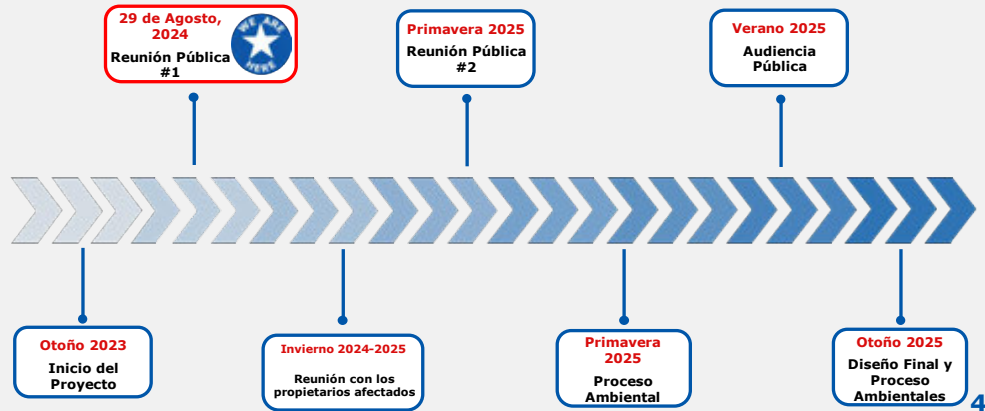 29 de Agosto,
2024
Reunión Pública
#1
WE ARE
HERE
Primavera 2025
Reunión Pública
#2
Verano 2025
Audiencia
Pública
Otoño 2023
Inicio del
Proyecto
Invierno 2024-2025
Reunión con los
propietarios afectados
Primavera
2025
Proceso
Ambiental
Otoño 2025
Diseño Final y
Proceso
Ambientales
4